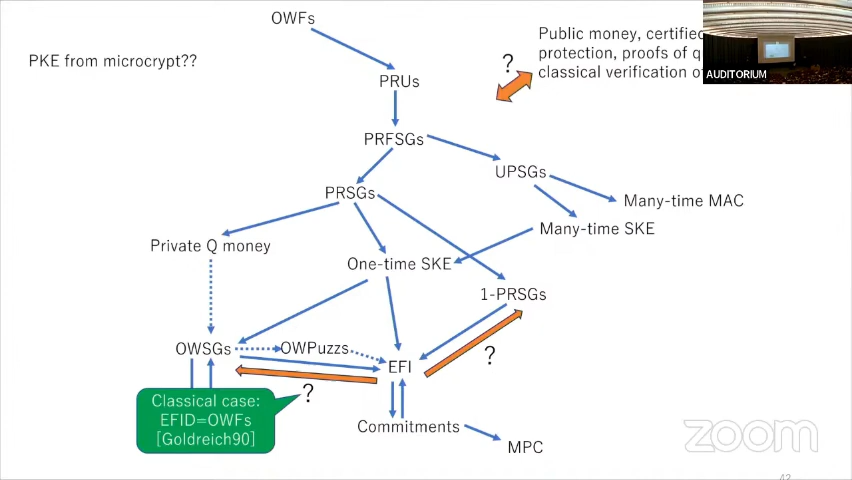 OWFs
Public money, certified
PKE from microcrypt??
protection, proofs of
?
classical verification
AUDITORIUM
PRUs
PRFSGs
UPSGs
PRSGs
Many-time MAC
Many-time SKE
Private Q money
One-time SKE
1-PRSGs
OWSGs
OWPuzzs
?
EFI
?
Classical case:
EFID=OWFs
[Goldreich90]
Commitments
MPC
zoom